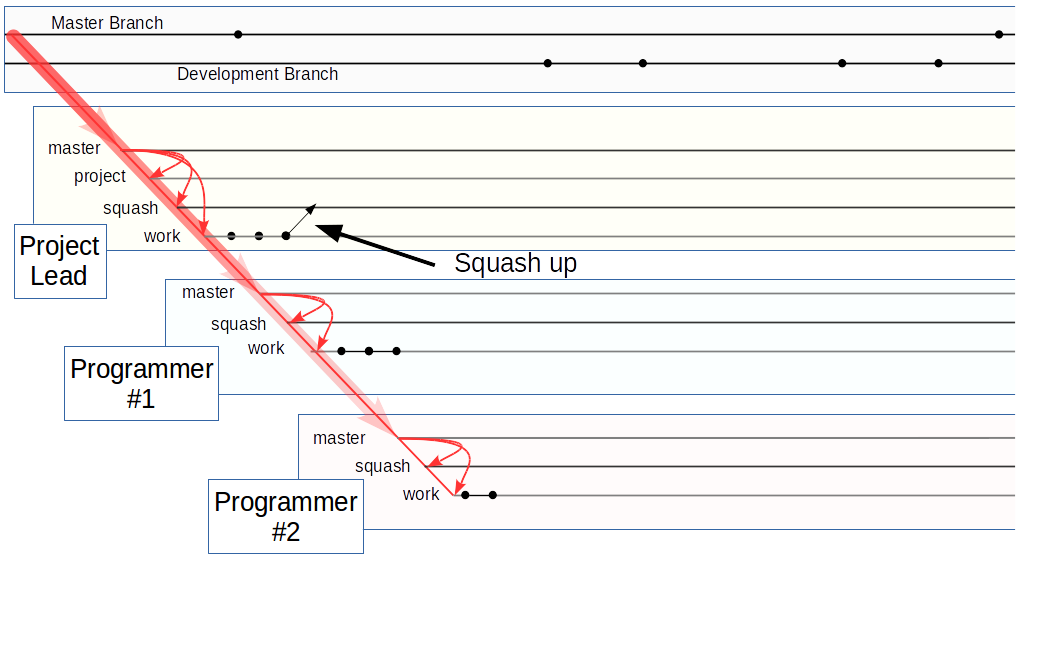 Master Branch
Development Branch
master
project
squash
work
Project
Lead
Squash up
master
squash
work
Programmer
#1
master
squash
work
Programmer
#2